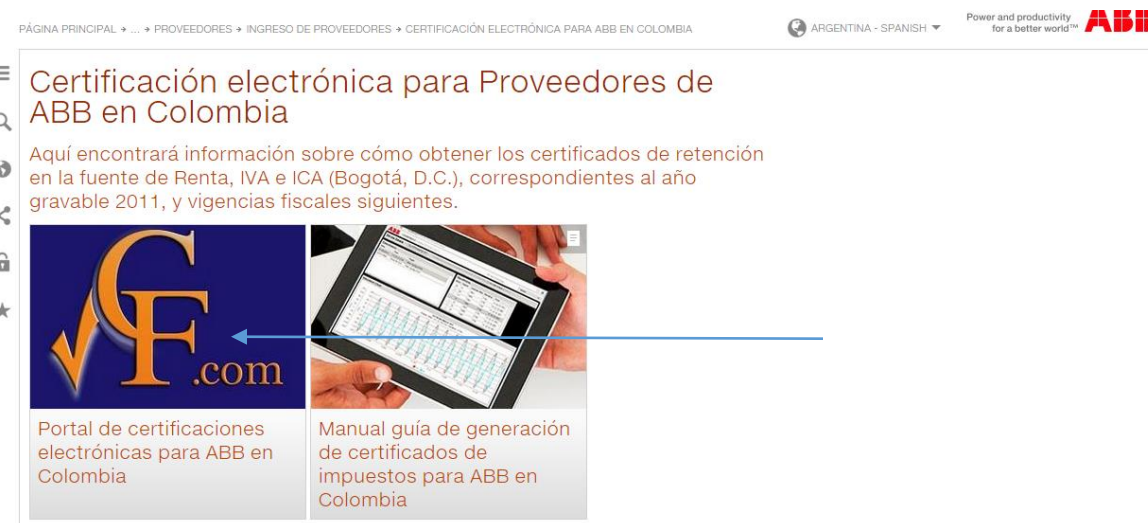 PÁGINA PRINCIPAL → ... → PROVEEDORES → INGRESO DE PROVEEDORES → CERTIFICACIÓN ELECTRÓNICA PARA ABB EN COLOMBIA
ARGENTINA - SPANISH
Power and productivity
for a better world™
ABB
Certificación electrónica para Proveedores de
ABB en Colombia
Aquí encontrará información sobre cómo obtener los certificados de retención
en la fuente de Renta, IVA e ICA (Bogotá, D.C.), correspondientes al año
gravable 2011, y vigencias fiscales siguientes.
CF
.com
ABB
Portal de certificaciones
electrónicas para ABB en
Colombia
Manual guía de generación
de certificados de
impuestos para ABB en
Colombia